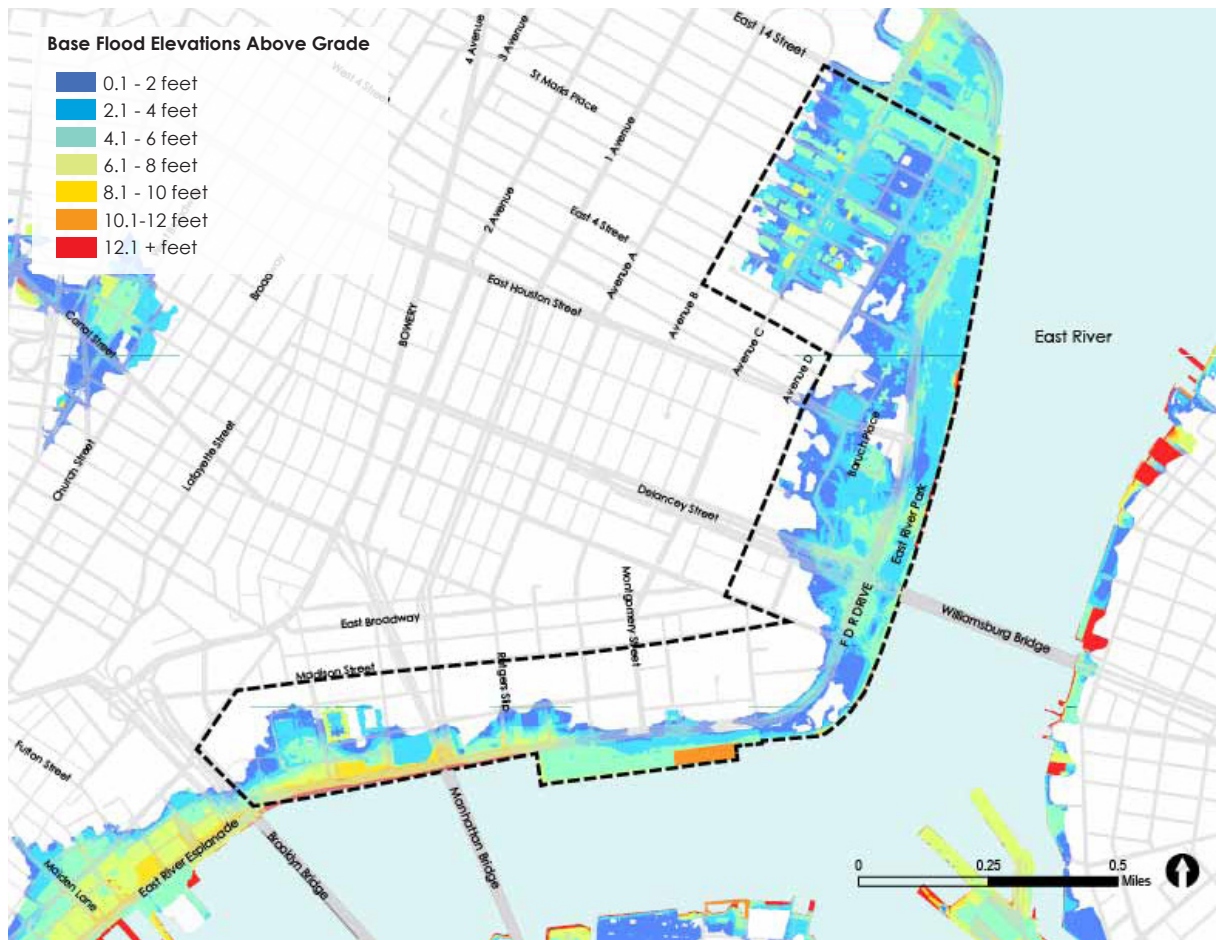 Base Flood Elevations Above Grade
0.1 - 2 feet
2.1 - 4 feet
4.1 - 6 feet
6.1 - 8 feet
8.1 - 10 feet
10.1-12 feet
12.1 + feet
West 4 Street
4 Avenue
3 Avenue
East 14 Street
St Marks Place
1 Avenue
2 Avenue
East 4 Street
Avenue A
East Houston Street
Avenue B
BOWERY
Avenue C
Avenue D
East River
Canal Street
Church Street
Lafayette Street
Baruch Place
Delancey Street
East River Park
F D R DRIVE
Williamsburg Bridge
Montgomery Street
East Broadway
Madison Street
Rutgers Slip
Fulton Street
Maiden Lane
East River Esplanade
Brooklyn Bridge
Manhattan Bridge
0
0.25
0.5
Miles